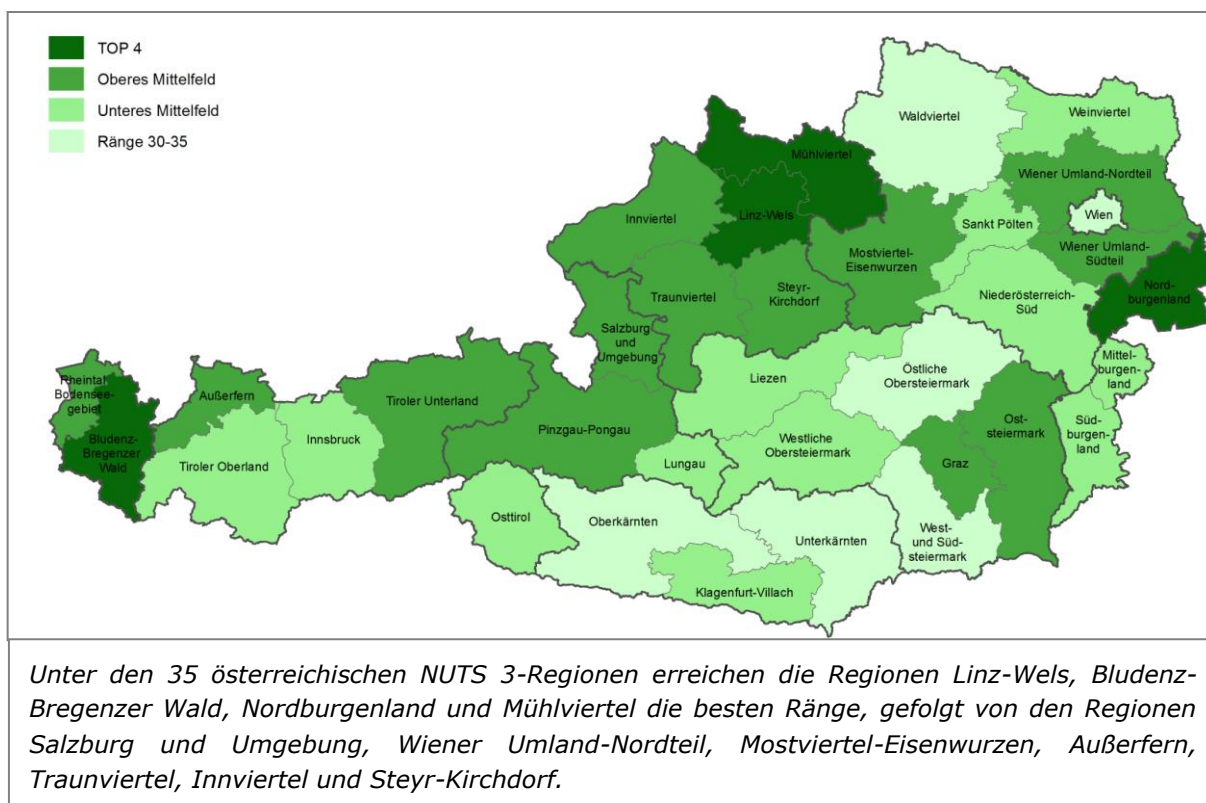 TOP 4
Oberes Mittelfeld
Unteres Mittelfeld
Ränge 30-35
Waldviertel
Weinviertel
Mühlviertel
Wiener Umland-Nordteil
Innviertel
Linz-Wels
Wien
Sankt Pölten
Mostviertel-
Eisenwurzen
Wiener Umland-
Südteil
Nord-
burgenland
Traunviertel
Steyr-
Kirchdorf
Niederösterreich-
Süd
Salzburg
und
Umgebung
Mittel-
burgen-
land
Rheintal-
Bodensee-
gebiet
Außerfern
Tiroler Unterland
Liezen
Östliche
Obersteiermark
Bludenz-
Bregenzer
Wald
Innsbruck
Pinzgau-Pongau
Ost-
steiermark
Süd-
burgen-
land
Tiroler Oberland
Lungau
Westliche
Obersteiermark
Graz
Osttirol
Oberkärnten
Unterkärnten
West-
und Süd-
steiermark
Klagenfurt-Villach
Unter den 35 österreichischen NUTS 3-Regionen erreichen die Regionen Linz-Wels, Bludenz-
Bregenzer Wald, Nordburgenland und Mühlviertel die besten Ränge, gefolgt von den Regionen
Salzburg und Umgebung, Wiener Umland-Nordteil, Mostviertel-Eisenwurzen, Außerfern,
Traunviertel, Innviertel und Steyr-Kirchdorf.